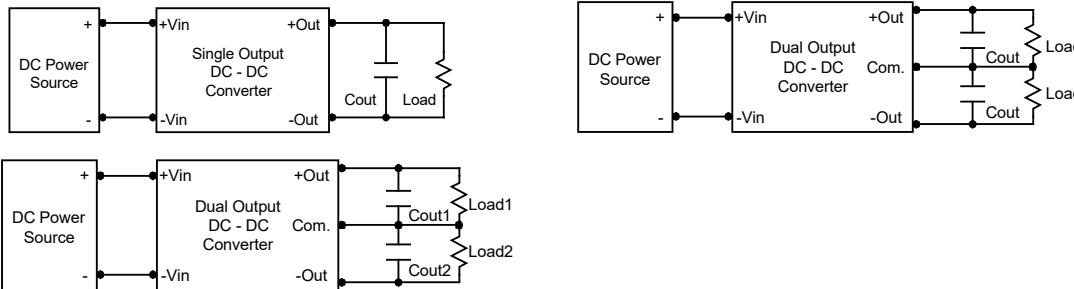 + +Vin +Out
Single Output
DC - DC
Converter
DC Power
Source
Cout Load
- -Vin -Out
+ +Vin +Out
Dual Output
DC - DC
Converter
DC Power
Source
Com.
Cout
Cout
- -Vin -Out
+ +Vin +Out
Dual Output
DC - DC
Converter
DC Power
Source
Com.
Cout1 Load1
Cout2 Load2
- -Vin -Out